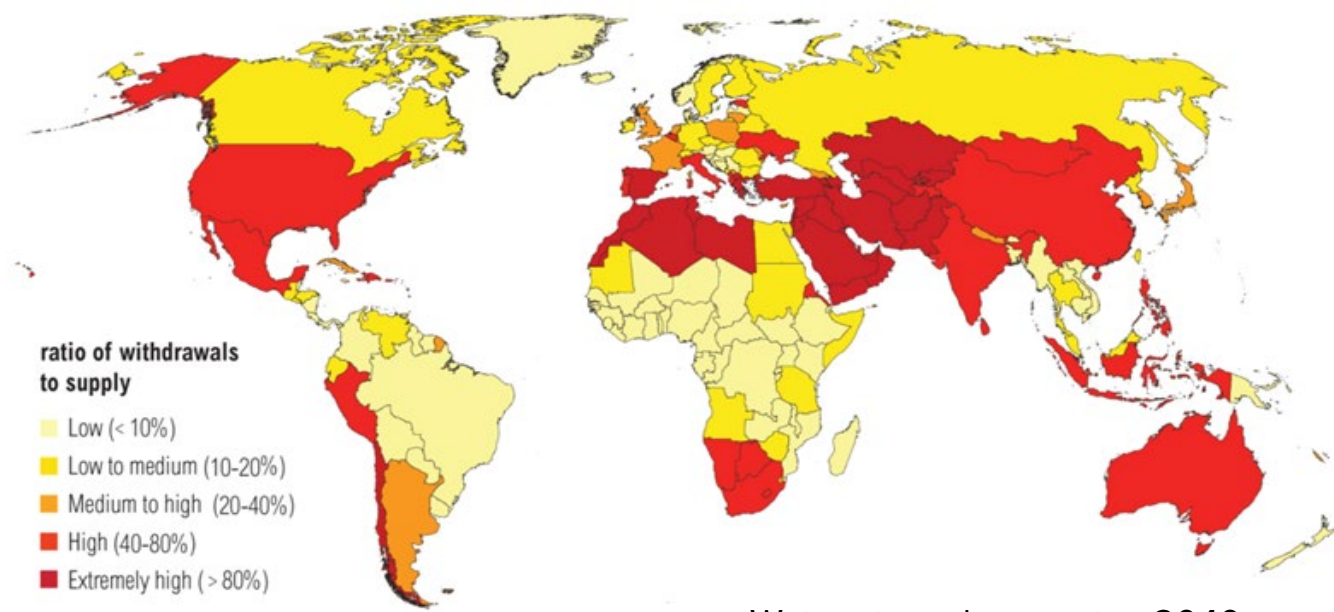 ratio of withdrawals
to supply
Low (< 10%)
Low to medium (10-20%)
Medium to high (20-40%)
High (40-80%)
Extremely high ( > 80%)
2040